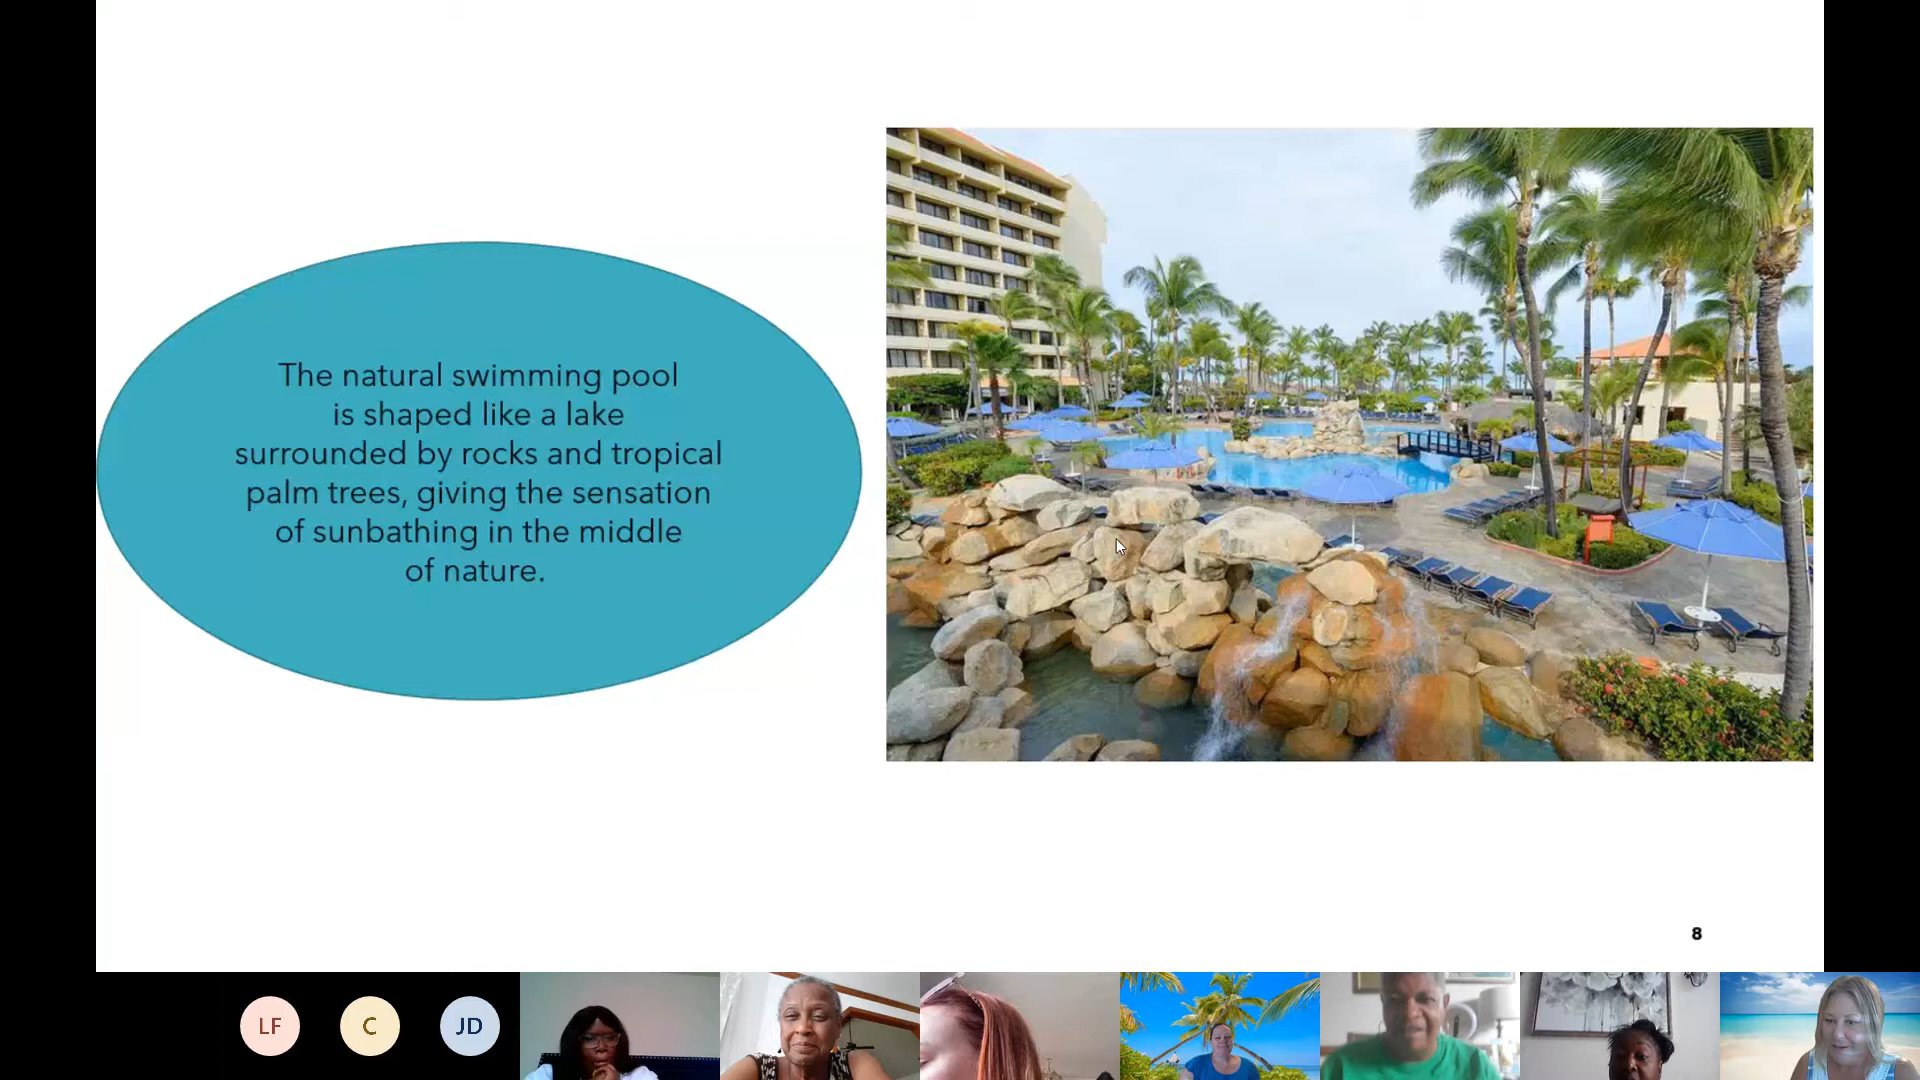 The natural swimming pool
is shaped like a lake
surrounded by rocks and tropical
palm trees, giving the sensation
of sunbathing in the middle
of nature.
8
LF
C
JD